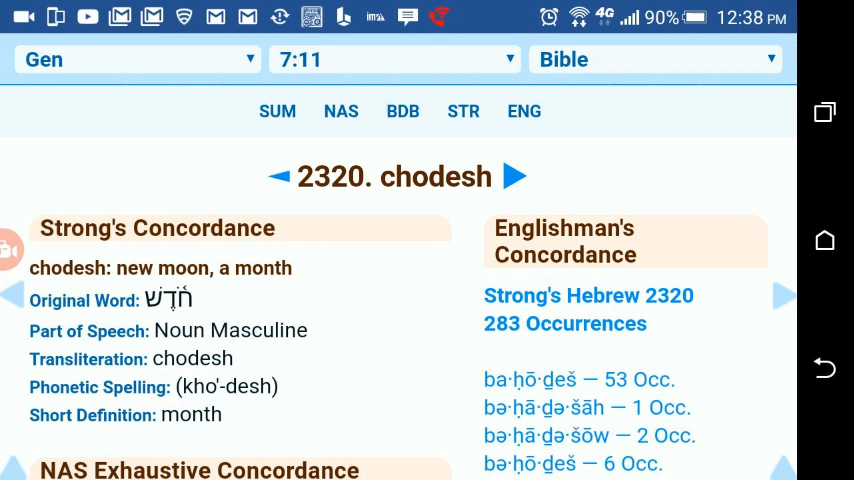 4G 90% 12:38 PM
Gen 7:11 Bible
SUM NAS BDB STR ENG
2320. chodesh
Strong's Concordance
chodesh: new moon, a month
Original Word: חֹ֫דֶשׁ
Part of Speech: Noun Masculine
Transliteration: chodesh
Phonetic Spelling: (kho'-desh)
Short Definition: month
NAS Exhaustive Concordance
Englishman's
Concordance
Strong's Hebrew 2320
283 Occurrences
ba·ḥō·ḏeš — 53 Occ.
bə·ḥā·ḏə·šāh — 1 Occ.
bə·ḥā·ḏə·šōw — 2 Occ.
bə·ḥō·ḏeš — 6 Occ.